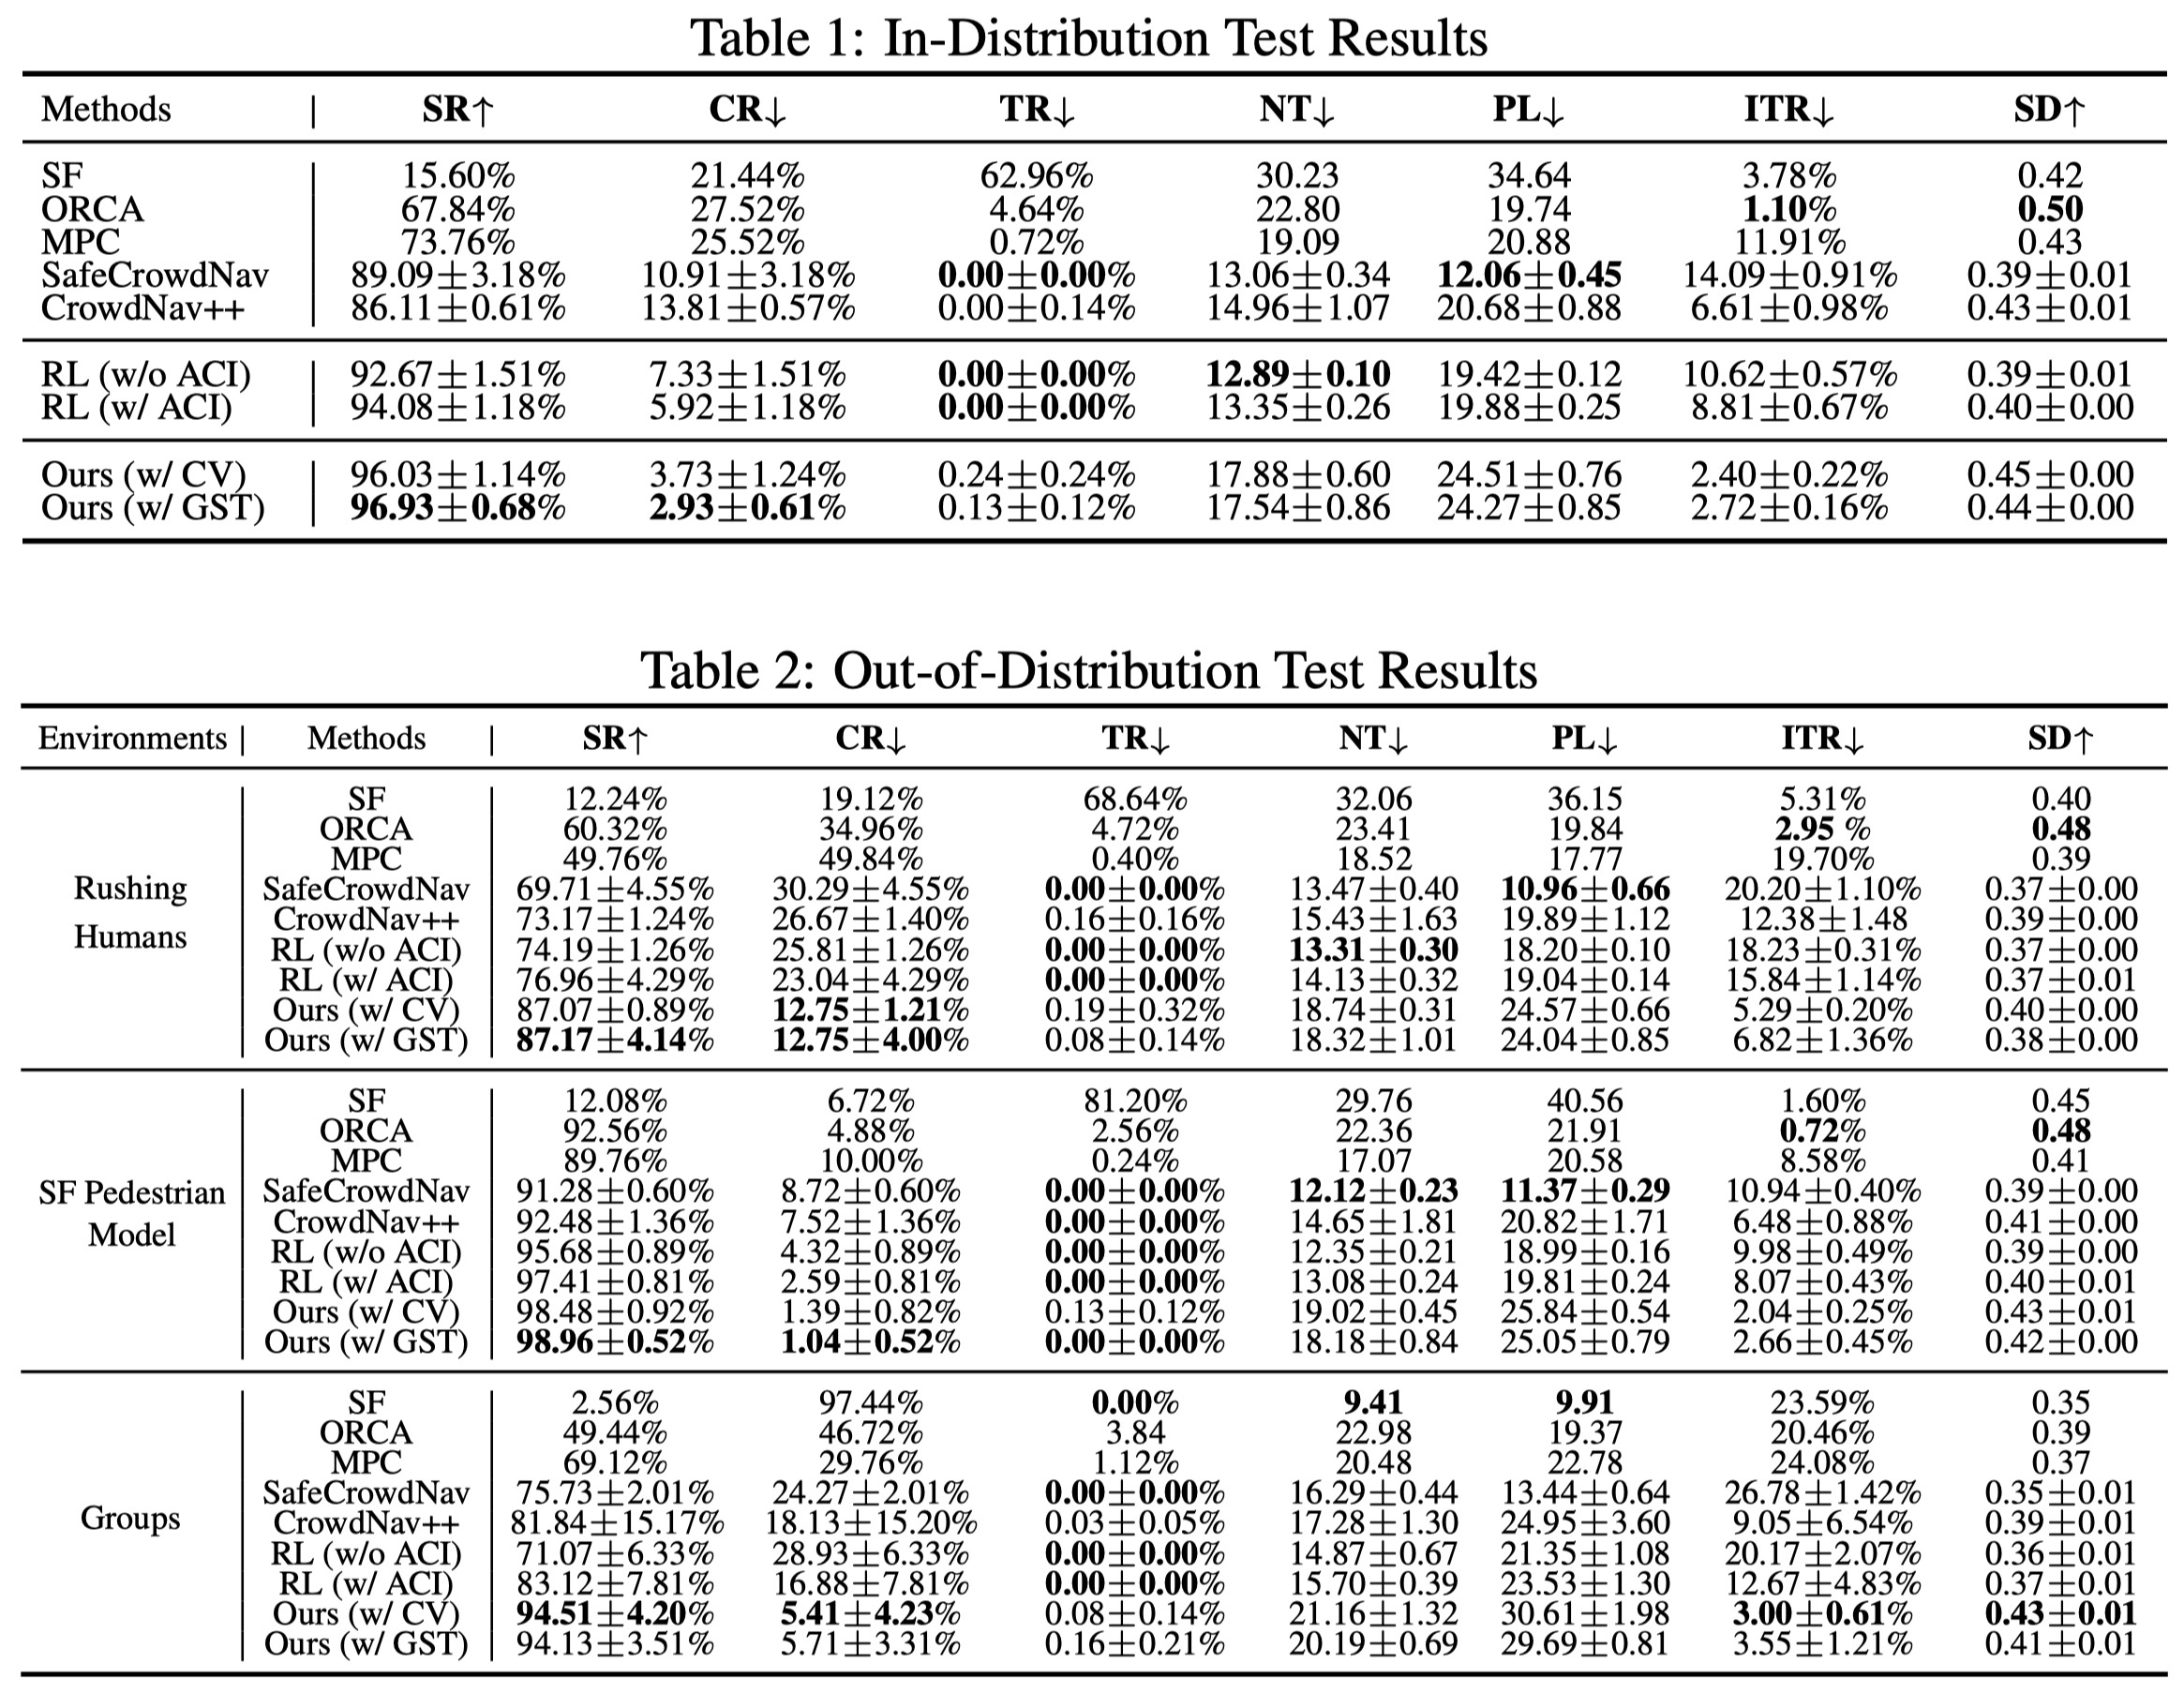 Table 1: In-Distribution Test Results
Methods | SR↑ CR↓ TR↓ NT↓ PL↓ ITR↓ SD↑
SF 15.60% 21.44% 62.96% 30.23 34.64 3.78% 0.42
ORCA 67.84% 27.52% 4.64% 22.80 19.74 1.10% 0.50
MPC 73.76% 25.52% 0.72% 19.09 20.88 11.91% 0.43
SafeCrowdNav 89.09±3.18% 10.91±3.18% 0.00±0.00% 13.06±0.34 12.06±0.45 14.09±0.91% 0.39±0.01
CrowdNav++ 86.11±0.61% 13.81±0.57% 0.00±0.14% 14.96±1.07 20.68±0.88 6.61±0.98% 0.43±0.01
RL (w/o ACI) 92.67±1.51% 7.33±1.51% 0.00±0.00% 12.89±0.10 19.42±0.12 10.62±0.57% 0.39±0.01
RL (w/ ACI) 94.08±1.18% 5.92±1.18% 0.00±0.00% 13.35±0.26 19.88±0.25 8.81±0.67% 0.40±0.00
Ours (w/ CV) 96.03±1.14% 3.73±1.24% 0.24±0.24% 17.88±0.60 24.51±0.76 2.40±0.22% 0.45±0.00
Ours (w/ GST) 96.93±0.68% 2.93±0.61% 0.13±0.12% 17.54±0.86 24.27±0.85 2.72±0.16% 0.44±0.00
Table 2: Out-of-Distribution Test Results
Environments | Methods | SR↑ CR↓ TR↓ NT↓ PL↓ ITR↓ SD↑
Rushing
Humans
SF 12.24% 19.12% 68.64% 32.06 36.15 5.31% 0.40
ORCA 60.32% 34.96% 4.72% 23.41 19.84 2.95 % 0.48
MPC 49.76% 49.84% 0.40% 18.52 17.77 19.70% 0.39
SafeCrowdNav 69.71±4.55% 30.29±4.55% 0.00±0.00% 13.47±0.40 10.96±0.66 20.20±1.10% 0.37±0.00
CrowdNav++ 73.17±1.24% 26.67±1.40% 0.16±0.16% 15.43±1.63 19.89±1.12 12.38±1.48 0.39±0.00
RL (w/o ACI) 74.19±1.26% 25.81±1.26% 0.00±0.00% 13.31±0.30 18.20±0.10 18.23±0.31% 0.37±0.00
RL (w/ ACI) 76.96±4.29% 23.04±4.29% 0.00±0.00% 14.13±0.32 19.04±0.14 15.84±1.14% 0.37±0.01
Ours (w/ CV) 87.07±0.89% 12.75±1.21% 0.19±0.32% 18.74±0.31 24.57±0.66 5.29±0.20% 0.40±0.00
Ours (w/ GST) 87.17±4.14% 12.75±4.00% 0.08±0.14% 18.32±1.01 24.04±0.85 6.82±1.36% 0.38±0.00
SF Pedestrian
Model
SF 12.08% 6.72% 81.20% 29.76 40.56 1.60% 0.45
ORCA 92.56% 4.88% 2.56% 22.36 21.91 0.72% 0.48
MPC 89.76% 10.00% 0.24% 17.07 20.58 8.58% 0.41
SafeCrowdNav 91.28±0.60% 8.72±0.60% 0.00±0.00% 12.12±0.23 11.37±0.29 10.94±0.40% 0.39±0.00
CrowdNav++ 92.48±1.36% 7.52±1.36% 0.00±0.00% 14.65±1.81 20.82±1.71 6.48±0.88% 0.41±0.00
RL (w/o ACI) 95.68±0.89% 4.32±0.89% 0.00±0.00% 12.35±0.21 18.99±0.16 9.98±0.49% 0.39±0.00
RL (w/ ACI) 97.41±0.81% 2.59±0.81% 0.00±0.00% 13.08±0.24 19.81±0.24 8.07±0.43% 0.40±0.01
Ours (w/ CV) 98.48±0.92% 1.39±0.82% 0.13±0.12% 19.02±0.45 25.84±0.54 2.04±0.25% 0.43±0.01
Ours (w/ GST) 98.96±0.52% 1.04±0.52% 0.00±0.00% 18.18±0.84 25.05±0.79 2.66±0.45% 0.42±0.00
Groups
SF 2.56% 97.44% 0.00% 9.41 9.91 23.59% 0.35
ORCA 49.44% 46.72% 3.84 22.98 19.37 20.46% 0.39
MPC 69.12% 29.76% 1.12% 20.48 22.78 24.08% 0.37
SafeCrowdNav 75.73±2.01% 24.27±2.01% 0.00±0.00% 16.29±0.44 13.44±0.64 26.78±1.42% 0.35±0.01
CrowdNav++ 81.84±15.17% 18.13±15.20% 0.03±0.05% 17.28±1.30 24.95±3.60 9.05±6.54% 0.39±0.01
RL (w/o ACI) 71.07±6.33% 28.93±6.33% 0.00±0.00% 14.87±0.67 21.35±1.08 20.17±2.07% 0.36±0.01
RL (w/ ACI) 83.12±7.81% 16.88±7.81% 0.00±0.00% 15.70±0.39 23.53±1.30 12.67±4.83% 0.37±0.01
Ours (w/ CV) 94.51±4.20% 5.41±4.23% 0.08±0.14% 21.16±1.32 30.61±1.98 3.00±0.61% 0.43±0.01
Ours (w/ GST) 94.13±3.51% 5.71±3.31% 0.16±0.21% 20.19±0.69 29.69±0.81 3.55±1.21% 0.41±0.01